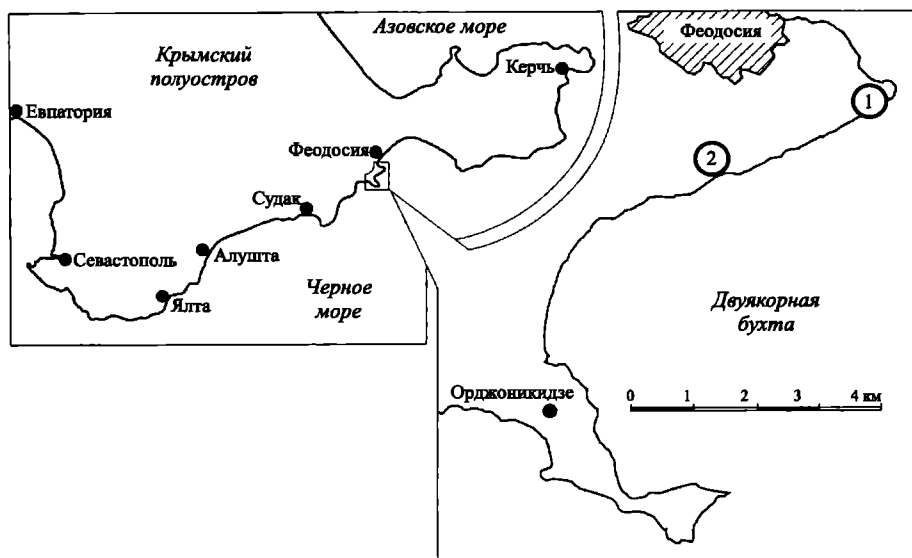 Азовское море
Крымский
полуостров
Керчь
Евпатория
Феодосия
Судак
Севастополь
Алушта
Ялта
Черное
море
Феодосия
1
2
Двуякорная
бухта
Орджоникидзе
0 1 2 3 4 км